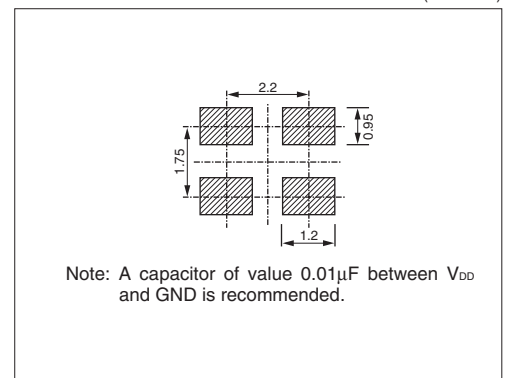 2.2
0.95
1.75
1.2
Note: A capacitor of value 0.01μF between VDD
and GND is recommended.